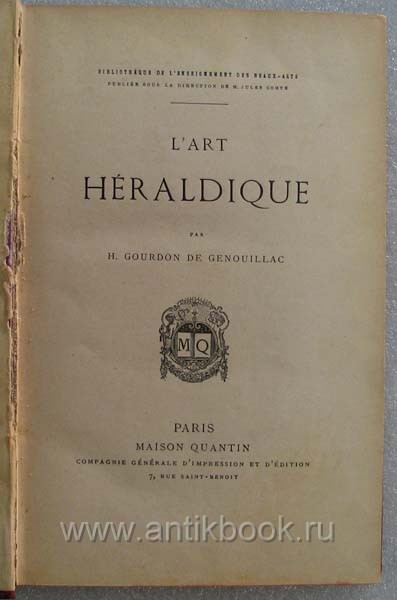 BIBLIOTHÈQUE DE L'ENSEIGNEMENT DES BEAUX-ARTS
PUBLIÉE SOUS LA DIRECTION DE M. JULES COMTE
L'ART
HÉRALDIQUE
PAR
H. GOURDON DE GENOUILLAC
M Q
PARIS
MAISON QUANTIN
COMPAGNIE GÉNÉRALE D'IMPRESSION ET D'ÉDITION
7, RUE SAINT-BENOIT
www.antikbook.ru